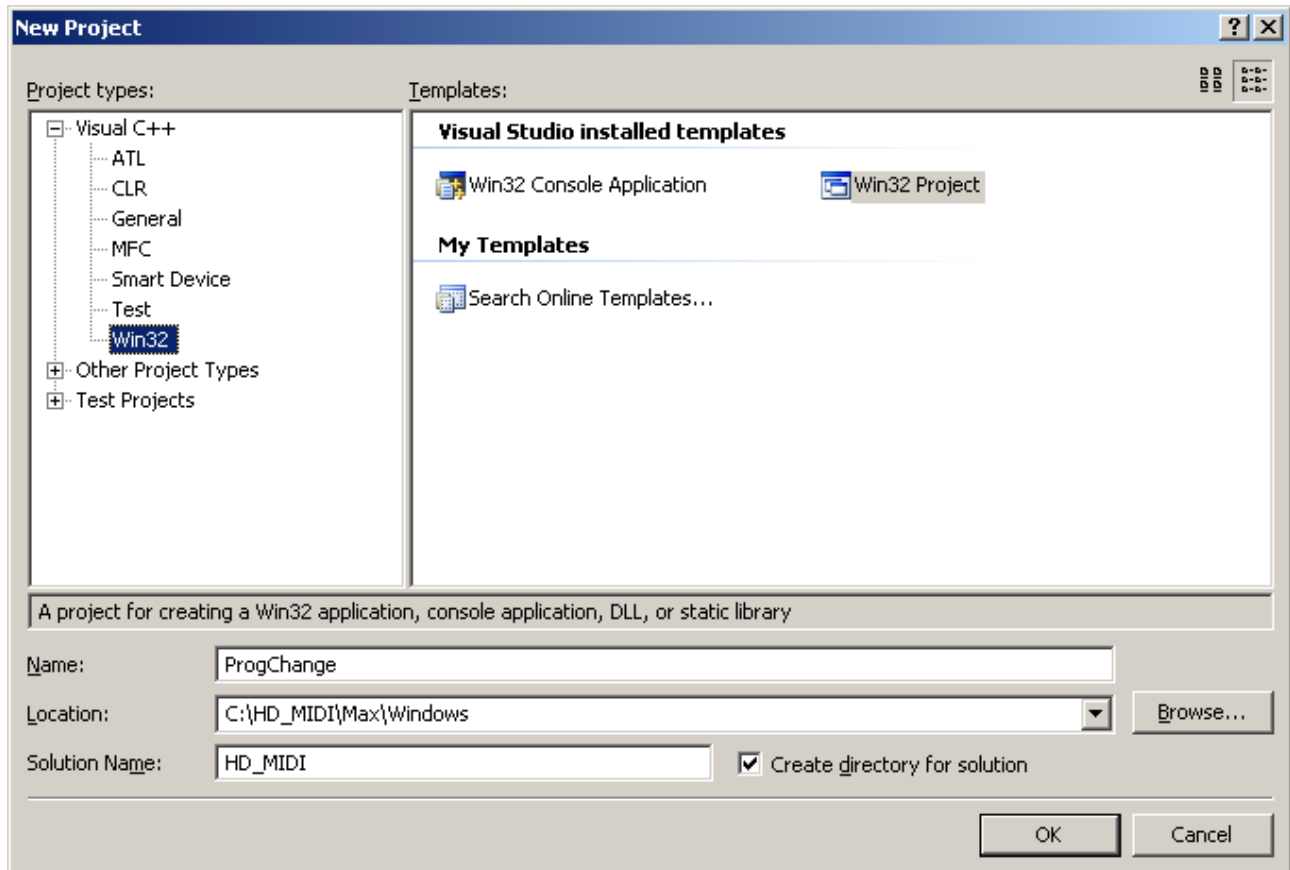 New Project
Project types:
Templates:
Visual C++
ATL
CLR
General
MFC
Smart Device
Test
Win32
Other Project Types
Test Projects
Visual Studio installed templates
Win32 Console Application
Win32 Project
My Templates
Search Online Templates...
A project for creating a Win32 application, console application, DLL, or static library
Name:
ProgChange
Location:
C:\HD_MIDI\Max\Windows
Browse...
Solution Name:
HD_MIDI
Create directory for solution
OK
Cancel